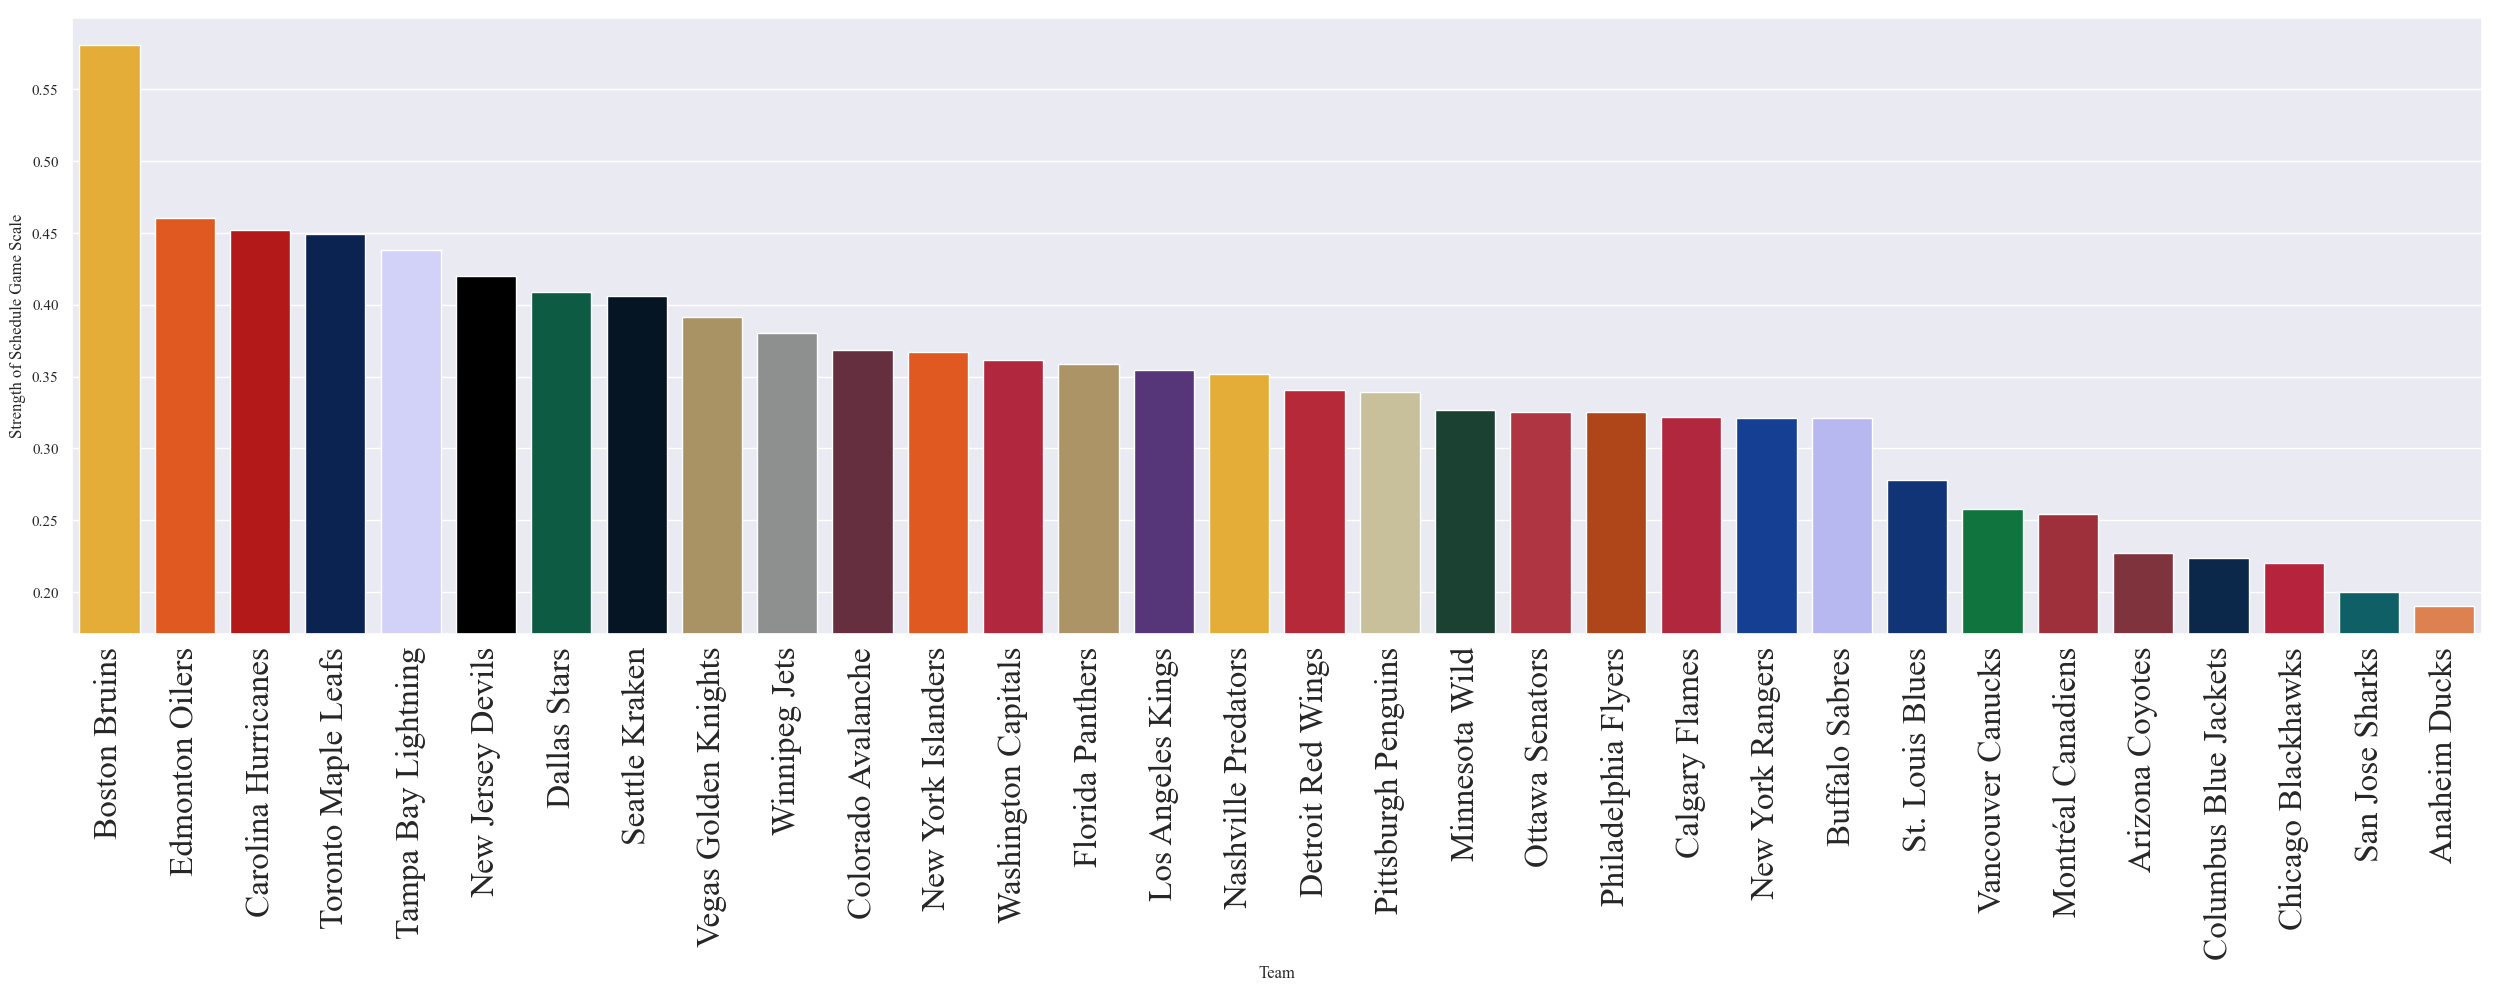 Strength of Schedule Game Scale
0.55
0.50
0.45
0.40
0.35
0.30
0.25
0.20
Boston Bruins
Edmonton Oilers
Carolina Hurricanes
Toronto Maple Leafs
Tampa Bay Lightning
New Jersey Devils
Dallas Stars
Seattle Kraken
Vegas Golden Knights
Winnipeg Jets
Colorado Avalanche
New York Islanders
Washington Capitals
Florida Panthers
Los Angeles Kings
Nashville Predators
Detroit Red Wings
Pittsburgh Penguins
Minnesota Wild
Ottawa Senators
Philadelphia Flyers
Calgary Flames
New York Rangers
Buffalo Sabres
St. Louis Blues
Vancouver Canucks
Montréal Canadiens
Arizona Coyotes
Columbus Blue Jackets
Chicago Blackhawks
San Jose Sharks
Anaheim Ducks
Team